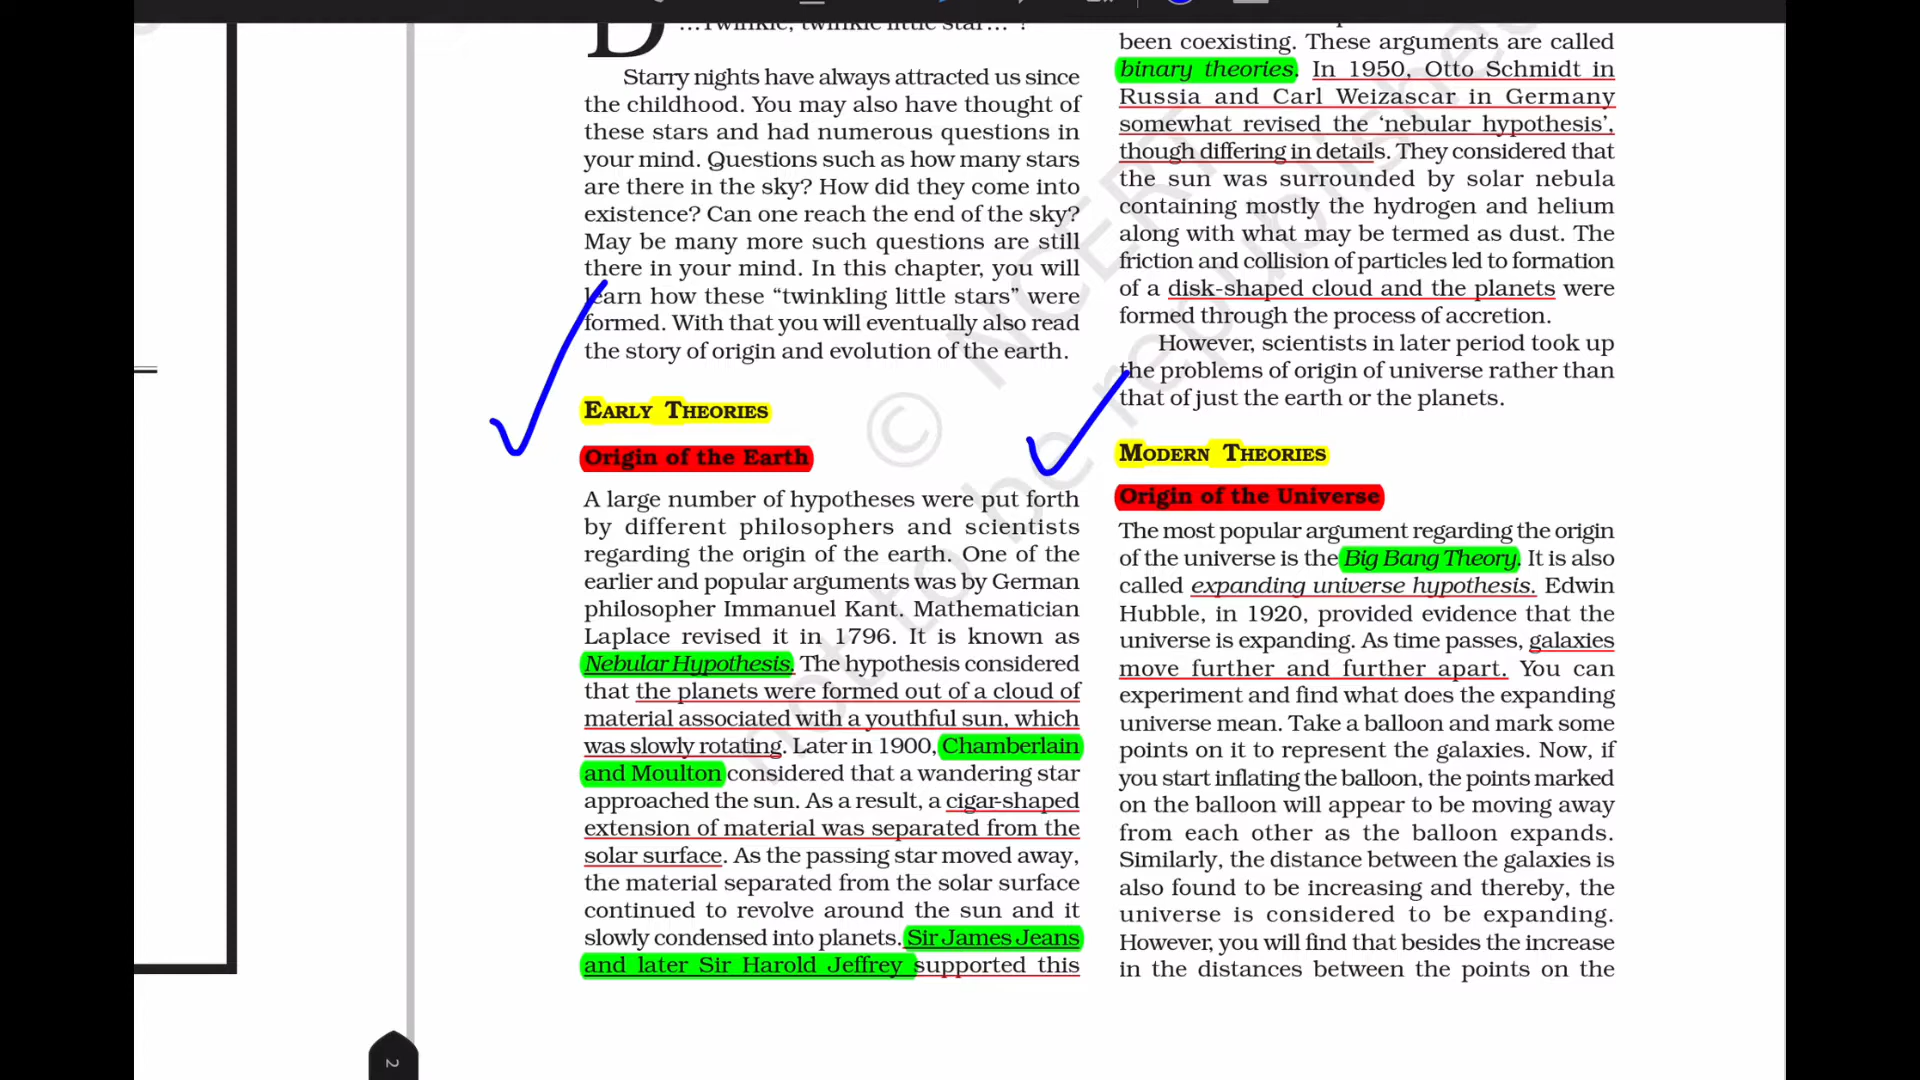 ...Twinkle, twinkle little star... ?
Starry nights have always attracted us since
the childhood. You may also have thought of
these stars and had numerous questions in
your mind. Questions such as how many stars
are there in the sky? How did they come into
existence? Can one reach the end of the sky?
May be many more such questions are still
there in your mind. In this chapter, you will
learn how these “twinkling little stars” were
formed. With that you will eventually also read
the story of origin and evolution of the earth.
EARLY THEORIES
Origin of the Earth
A large number of hypotheses were put forth
by different philosophers and scientists
regarding the origin of the earth. One of the
earlier and popular arguments was by German
philosopher Immanuel Kant. Mathematician
Laplace revised it in 1796. It is known as
Nebular Hypothesis. The hypothesis considered
that the planets were formed out of a cloud of
material associated with a youthful sun, which
was slowly rotating. Later in 1900, Chamberlain
and Moulton considered that a wandering star
approached the sun. As a result, a cigar-shaped
extension of material was separated from the
solar surface. As the passing star moved away,
the material separated from the solar surface
continued to revolve around the sun and it
slowly condensed into planets. Sir James Jeans
and later Sir Harold Jeffrey supported this
been coexisting. These arguments are called
binary theories. In 1950, Otto Schmidt in
Russia and Carl Weizascar in Germany
somewhat revised the ‘nebular hypothesis’,
though differing in details. They considered that
the sun was surrounded by solar nebula
containing mostly the hydrogen and helium
along with what may be termed as dust. The
friction and collision of particles led to formation
of a disk-shaped cloud and the planets were
formed through the process of accretion.
However, scientists in later period took up
the problems of origin of universe rather than
that of just the earth or the planets.
MODERN THEORIES
Origin of the Universe
The most popular argument regarding the origin
of the universe is the Big Bang Theory. It is also
called expanding universe hypothesis. Edwin
Hubble, in 1920, provided evidence that the
universe is expanding. As time passes, galaxies
move further and further apart. You can
experiment and find what does the expanding
universe mean. Take a balloon and mark some
points on it to represent the galaxies. Now, if
you start inflating the balloon, the points marked
on the balloon will appear to be moving away
from each other as the balloon expands.
Similarly, the distance between the galaxies is
also found to be increasing and thereby, the
universe is considered to be expanding.
However, you will find that besides the increase
in the distances between the points on the
© NCERT
not to be republished
2